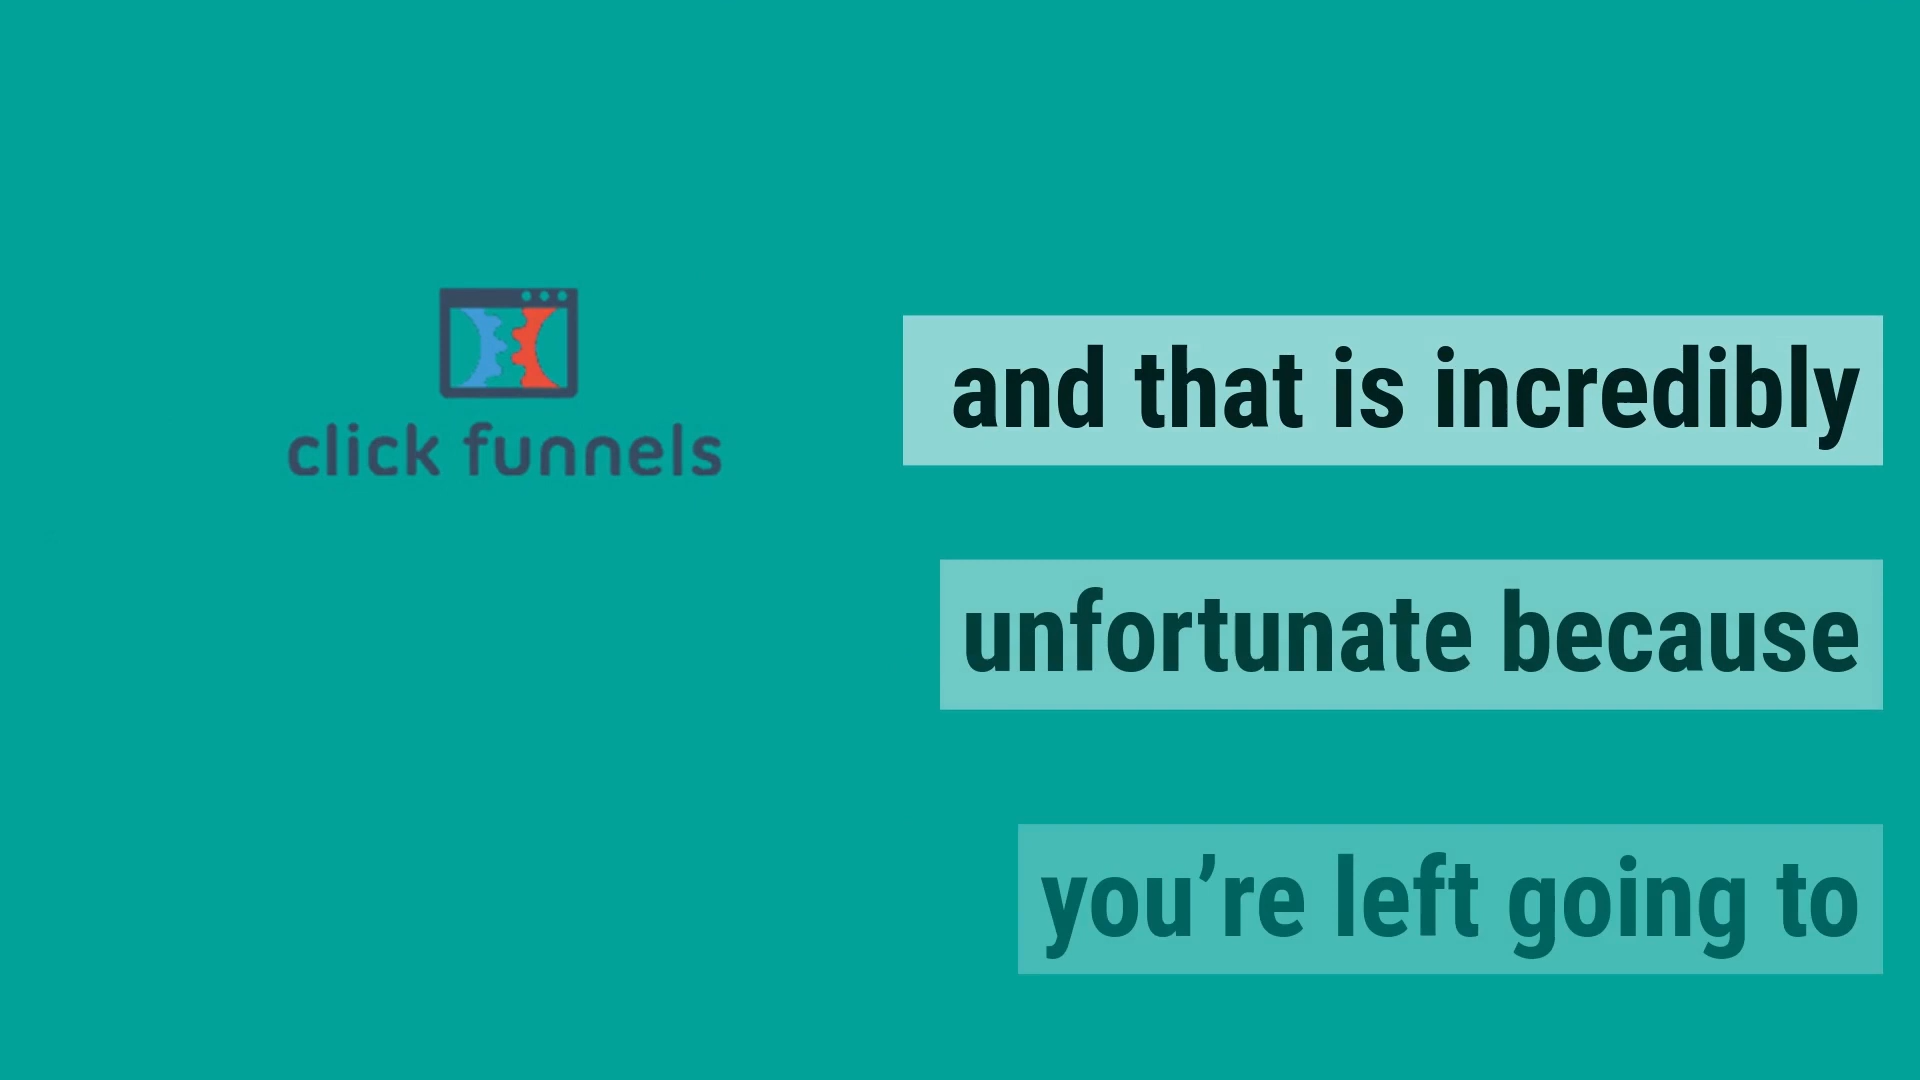 click funnels
and that is incredibly
unfortunate because
you’re left going to